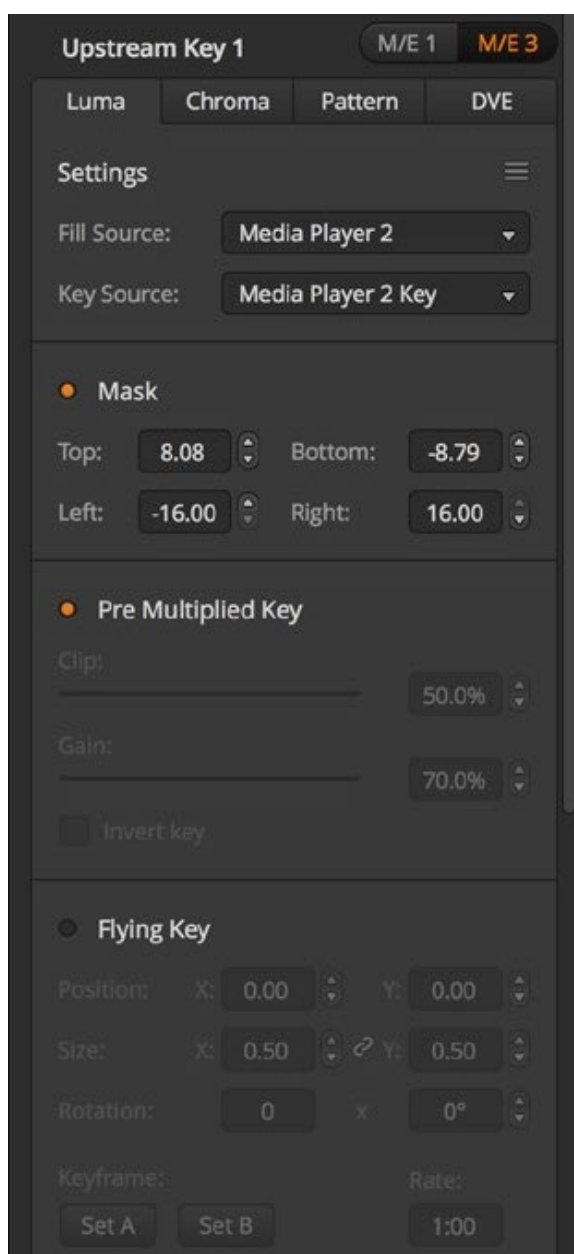 Upstream Key 1 M/E 1 M/E 3
Luma Chroma Pattern DVE
Settings
Fill Source: Media Player 2
Key Source: Media Player 2 Key
Mask
Top: 8.08 Bottom: -8.79
Left: -16.00 Right: 16.00
Pre Multiplied Key
Clip:
50.0%
Gain:
70.0%
Invert key
Flying Key
Position: X: 0.00 Y: 0.00
Size: X: 0.50 Y: 0.50
Rotation: 0 x 0°
Keyframe: Rate:
Set A Set B 1:00